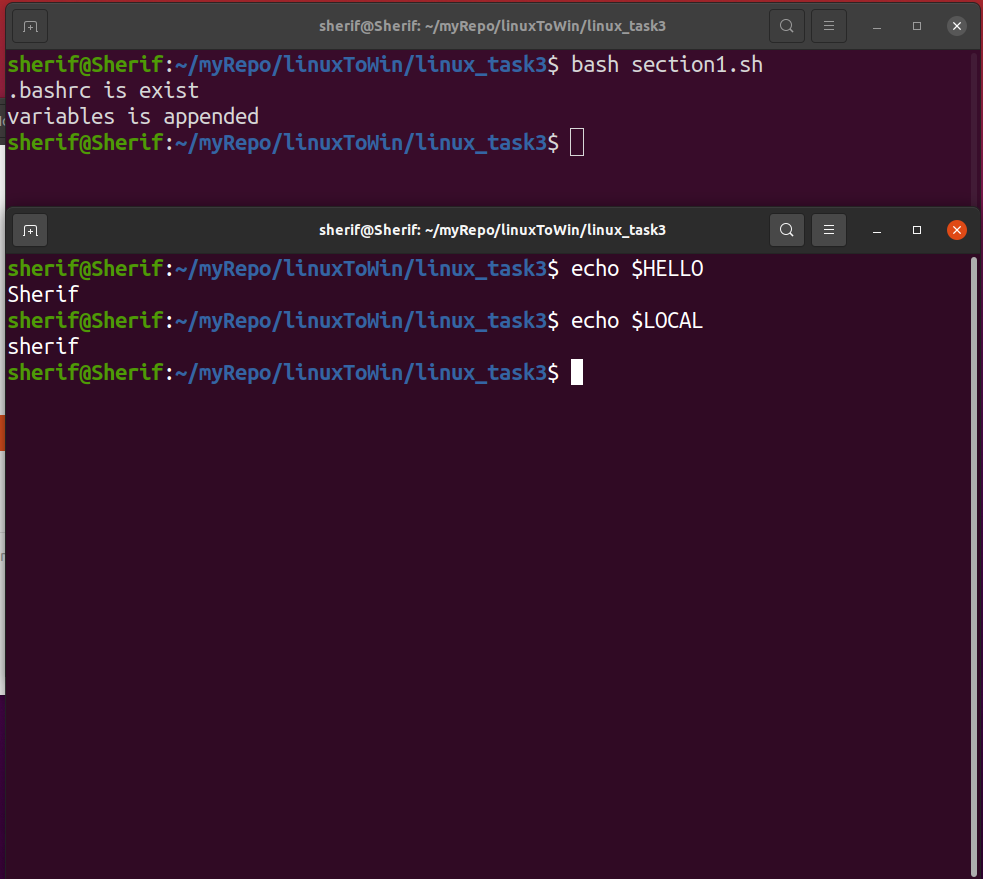 sherif@Sherif: ~/myRepo/linuxToWin/linux_task3
sherif@Sherif:~/myRepo/linuxToWin/linux_task3$ bash section1.sh
.bashrc is exist
variables is appended
sherif@Sherif:~/myRepo/linuxToWin/linux_task3$
sherif@Sherif: ~/myRepo/linuxToWin/linux_task3
sherif@Sherif:~/myRepo/linuxToWin/linux_task3$ echo $HELLO
Sherif
sherif@Sherif:~/myRepo/linuxToWin/linux_task3$ echo $LOCAL
sherif
sherif@Sherif:~/myRepo/linuxToWin/linux_task3$